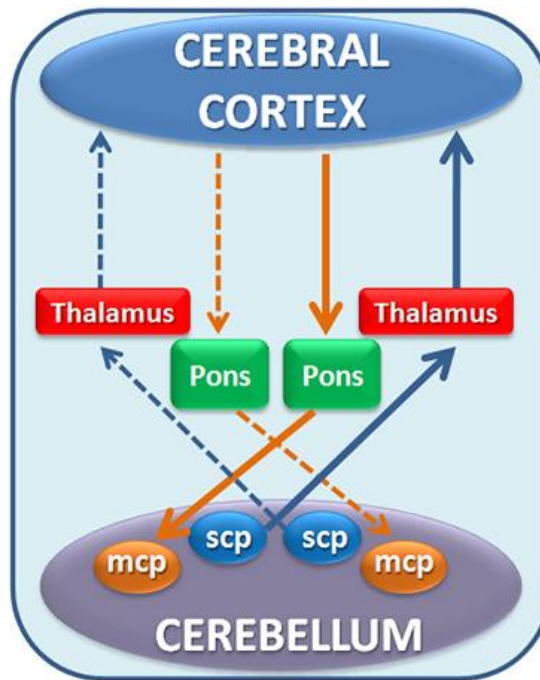 CEREBRAL
CORTEX
Thalamus
Thalamus
Pons
Pons
scp
scp
mcp
mcp
CEREBELLUM